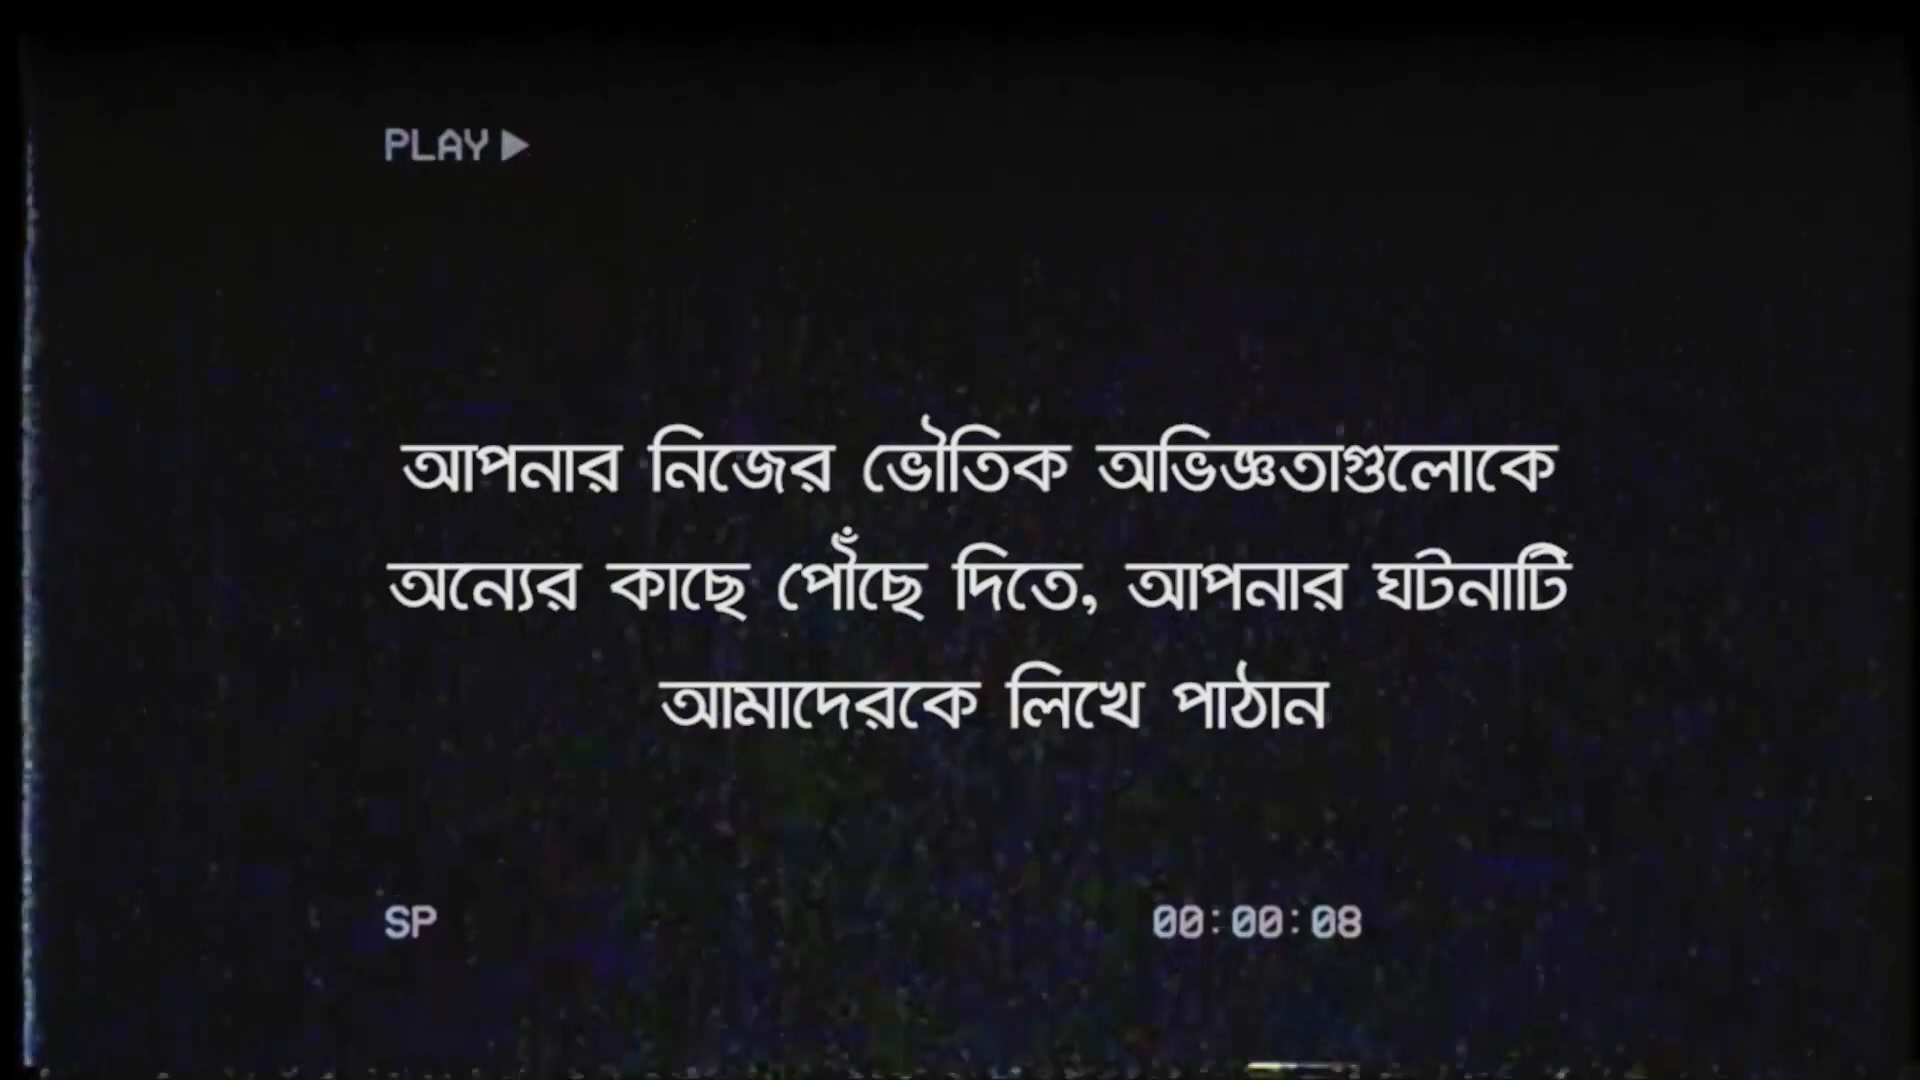 PLAY
আপনার নিজের ভৌতিক অভিজ্ঞতাগুলোকে
অন্যের কাছে পৌঁছে দিতে, আপনার ঘটনাটি
আমাদেরকে লিখে পাঠান
SP 00:00:08